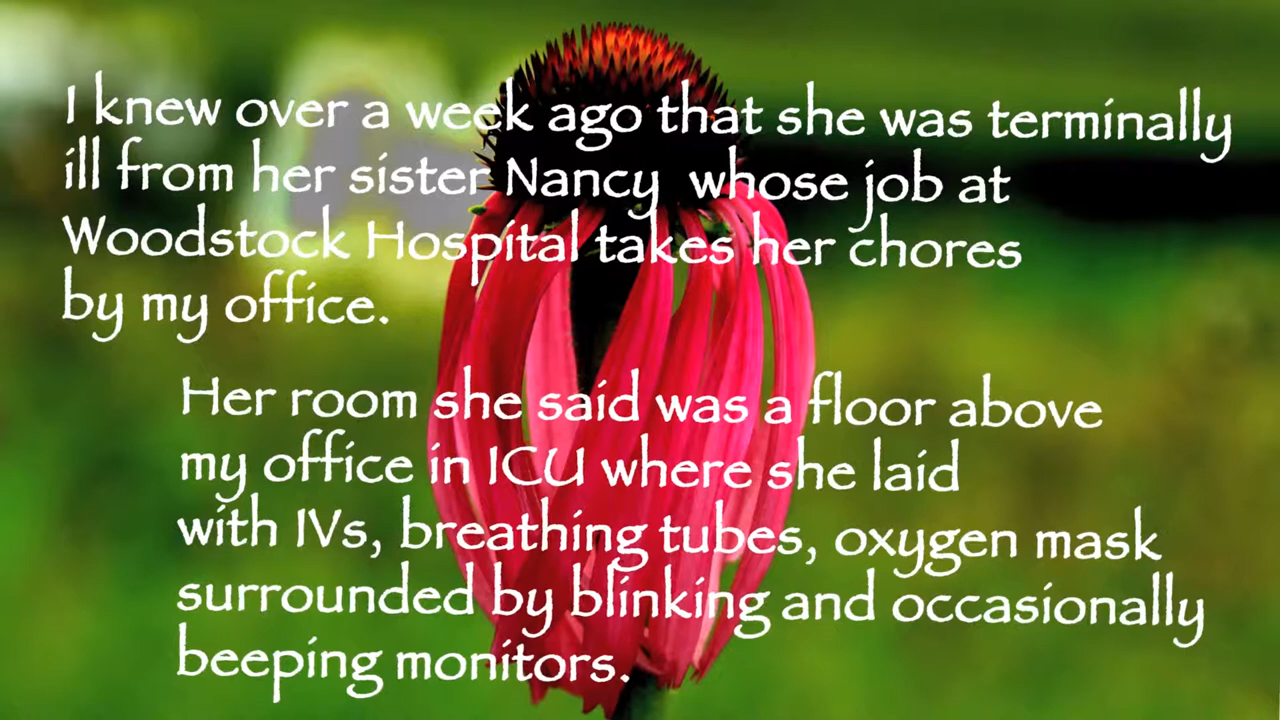 I knew over a week ago that she was terminally
ill from her sister Nancy whose job at
Woodstock Hospital takes her chores
by my office.
Her room she said was a floor above
my office in ICU where she laid
with IVs, breathing tubes, oxygen mask
surrounded by blinking and occasionally
beeping monitors.